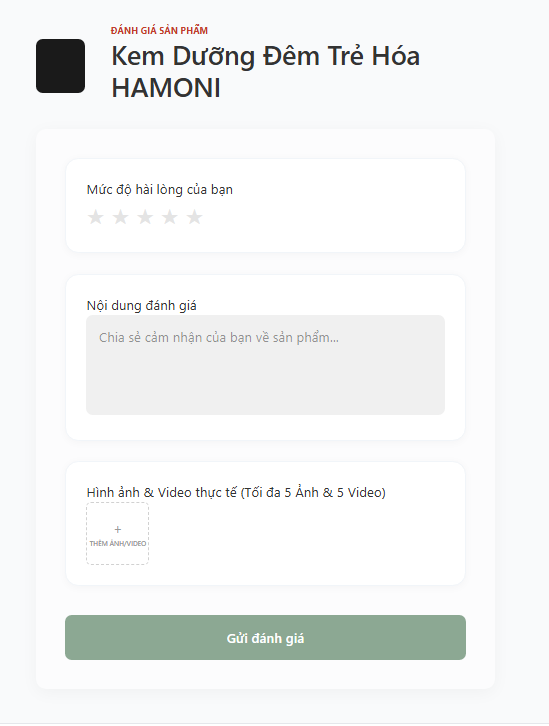 ĐÁNH GIÁ SẢN PHẨM
Kem Dưỡng Đêm Trẻ Hóa
HAMONI
Mức độ hài lòng của bạn
Nội dung đánh giá
Chia sẻ cảm nhận của bạn về sản phẩm...
Hình ảnh & Video thực tế (Tối đa 5 Ảnh & 5 Video)
+
THÊM ẢNH/VIDEO
Gửi đánh giá